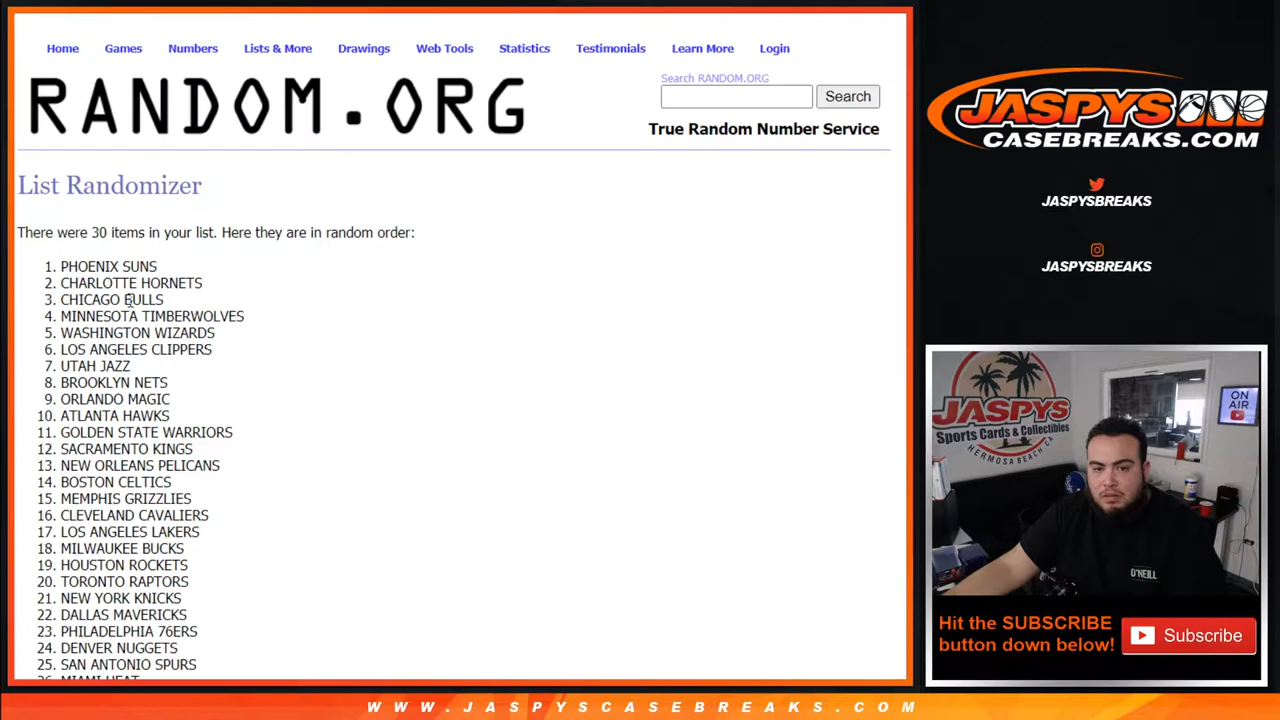 Home Games Numbers Lists & More Drawings Web Tools Statistics Testimonials Learn More Login
RANDOM.ORG
Search RANDOM.ORG
Search
True Random Number Service
List Randomizer
There were 30 items in your list. Here they are in random order:
1. PHOENIX SUNS
2. CHARLOTTE HORNETS
3. CHICAGO BULLS
4. MINNESOTA TIMBERWOLVES
5. WASHINGTON WIZARDS
6. LOS ANGELES CLIPPERS
7. UTAH JAZZ
8. BROOKLYN NETS
9. ORLANDO MAGIC
10. ATLANTA HAWKS
11. GOLDEN STATE WARRIORS
12. SACRAMENTO KINGS
13. NEW ORLEANS PELICANS
14. BOSTON CELTICS
15. MEMPHIS GRIZZLIES
16. CLEVELAND CAVALIERS
17. LOS ANGELES LAKERS
18. MILWAUKEE BUCKS
19. HOUSTON ROCKETS
20. TORONTO RAPTORS
21. NEW YORK KNICKS
22. DALLAS MAVERICKS
23. PHILADELPHIA 76ERS
24. DENVER NUGGETS
25. SAN ANTONIO SPURS
26. MIAMI HEAT
JASPYS
CASEBREAKS.COM
JASPYSBREAKS
JASPYSBREAKS
JASPYS
Sports Cards & Collectibles
HERMOSA BEACH CA
ON
AIR
O'NEILL
Hit the SUBSCRIBE
button down below!
Subscribe
WWW.JASPYSCASEBREAKS.COM